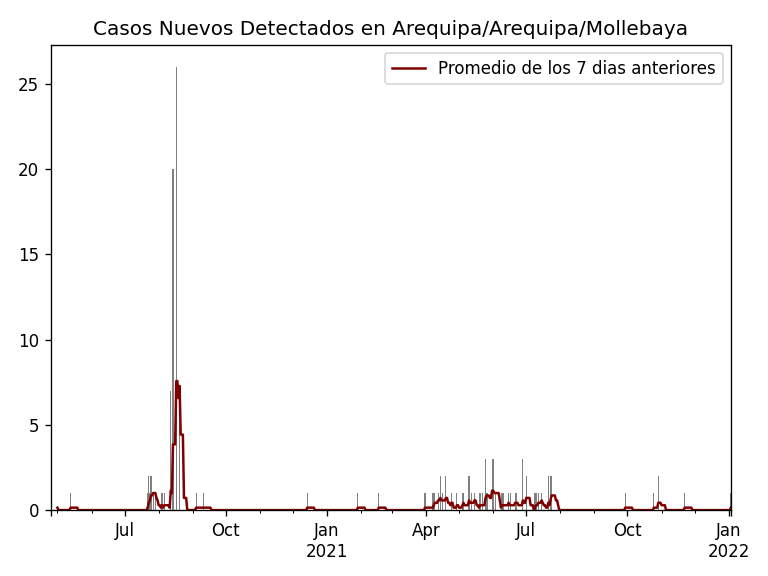 Casos Nuevos Detectados en Arequipa/Arequipa/Mollebaya
Promedio de los 7 dias anteriores
25
20
15
10
5
0
Jul Oct Jan Apr Jul Oct Jan
2021 2022